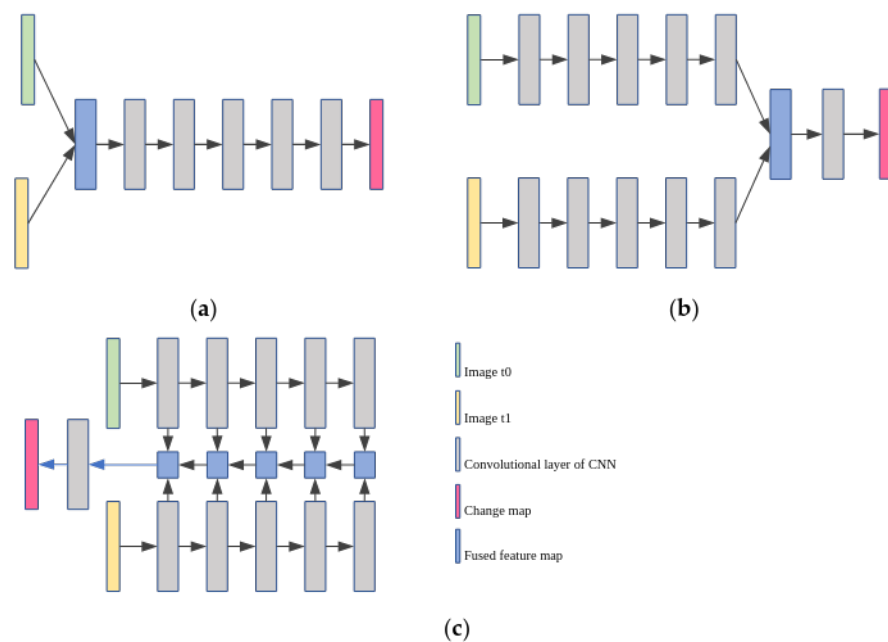 (a)
(b)
Image t0
Image t1
Convolutional layer of CNN
Change map
Fused feature map
(c)